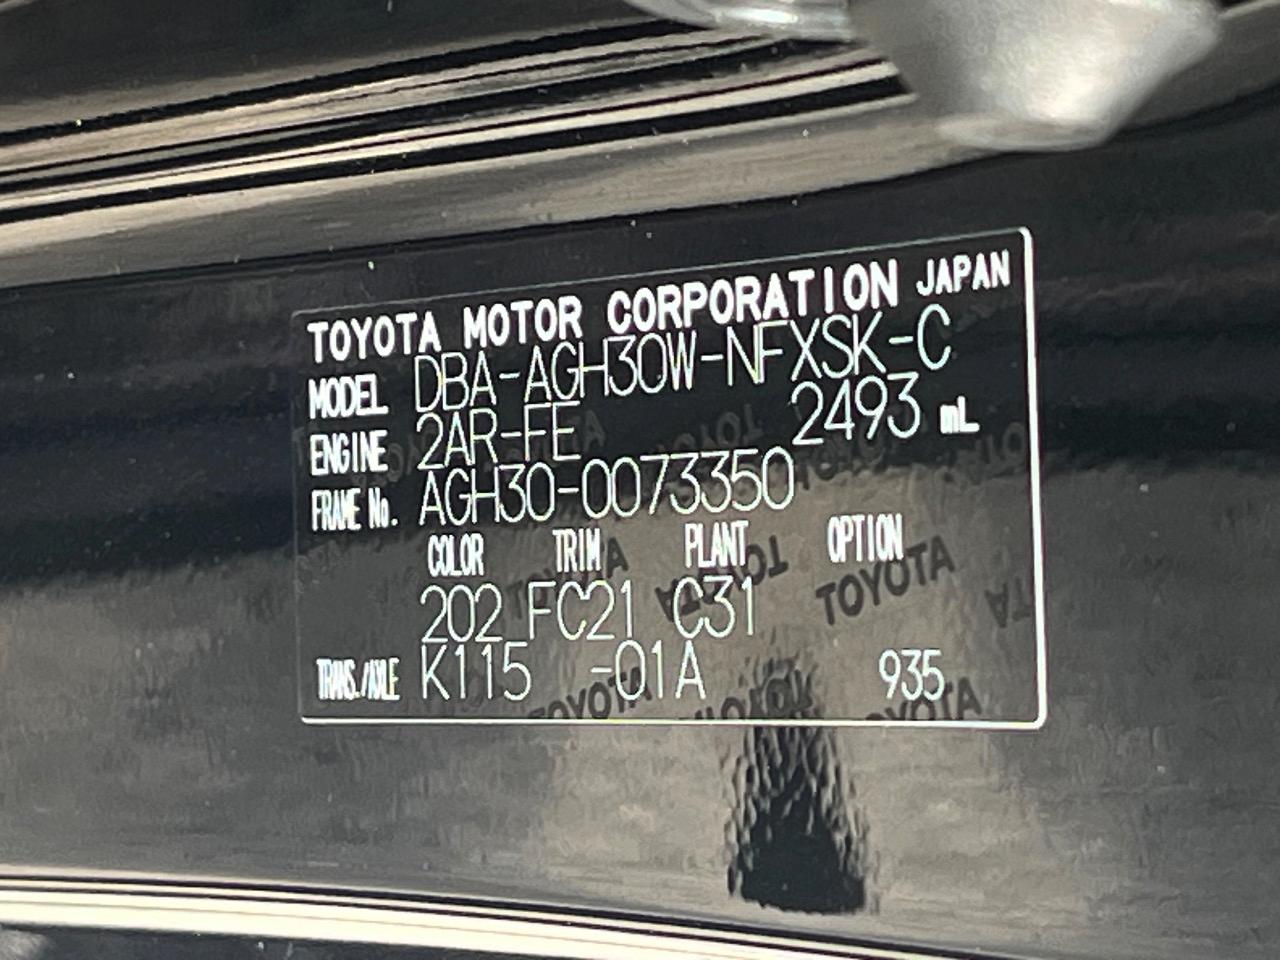 TOYOTA MOTOR CORPORATION JAPAN
MODEL DBA-AGH30W-NFXSK-C
ENGINE 2AR-FE 2493 mL
FRAME No. AGH30-0073350
COLOR TRIM PLANT OPTION
202 FC21 C31
TRANS./AXLE K115 -01A 935